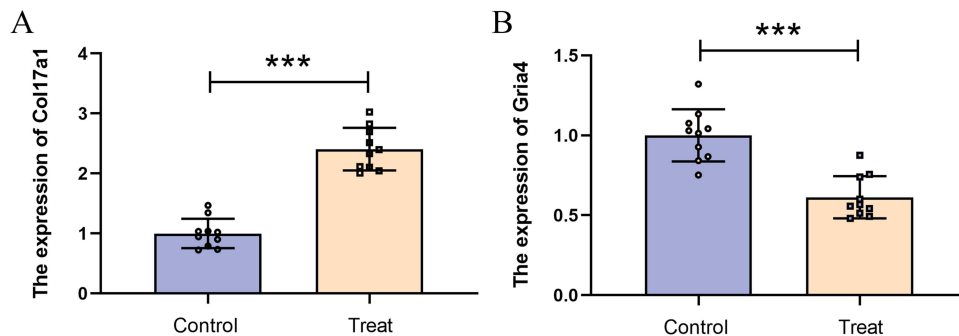 A
The expression of Col17a1
4
3
2
1
0
***
Control
Treat
B
The expression of Gria4
1.5
1.0
0.5
0.0
***
Control
Treat